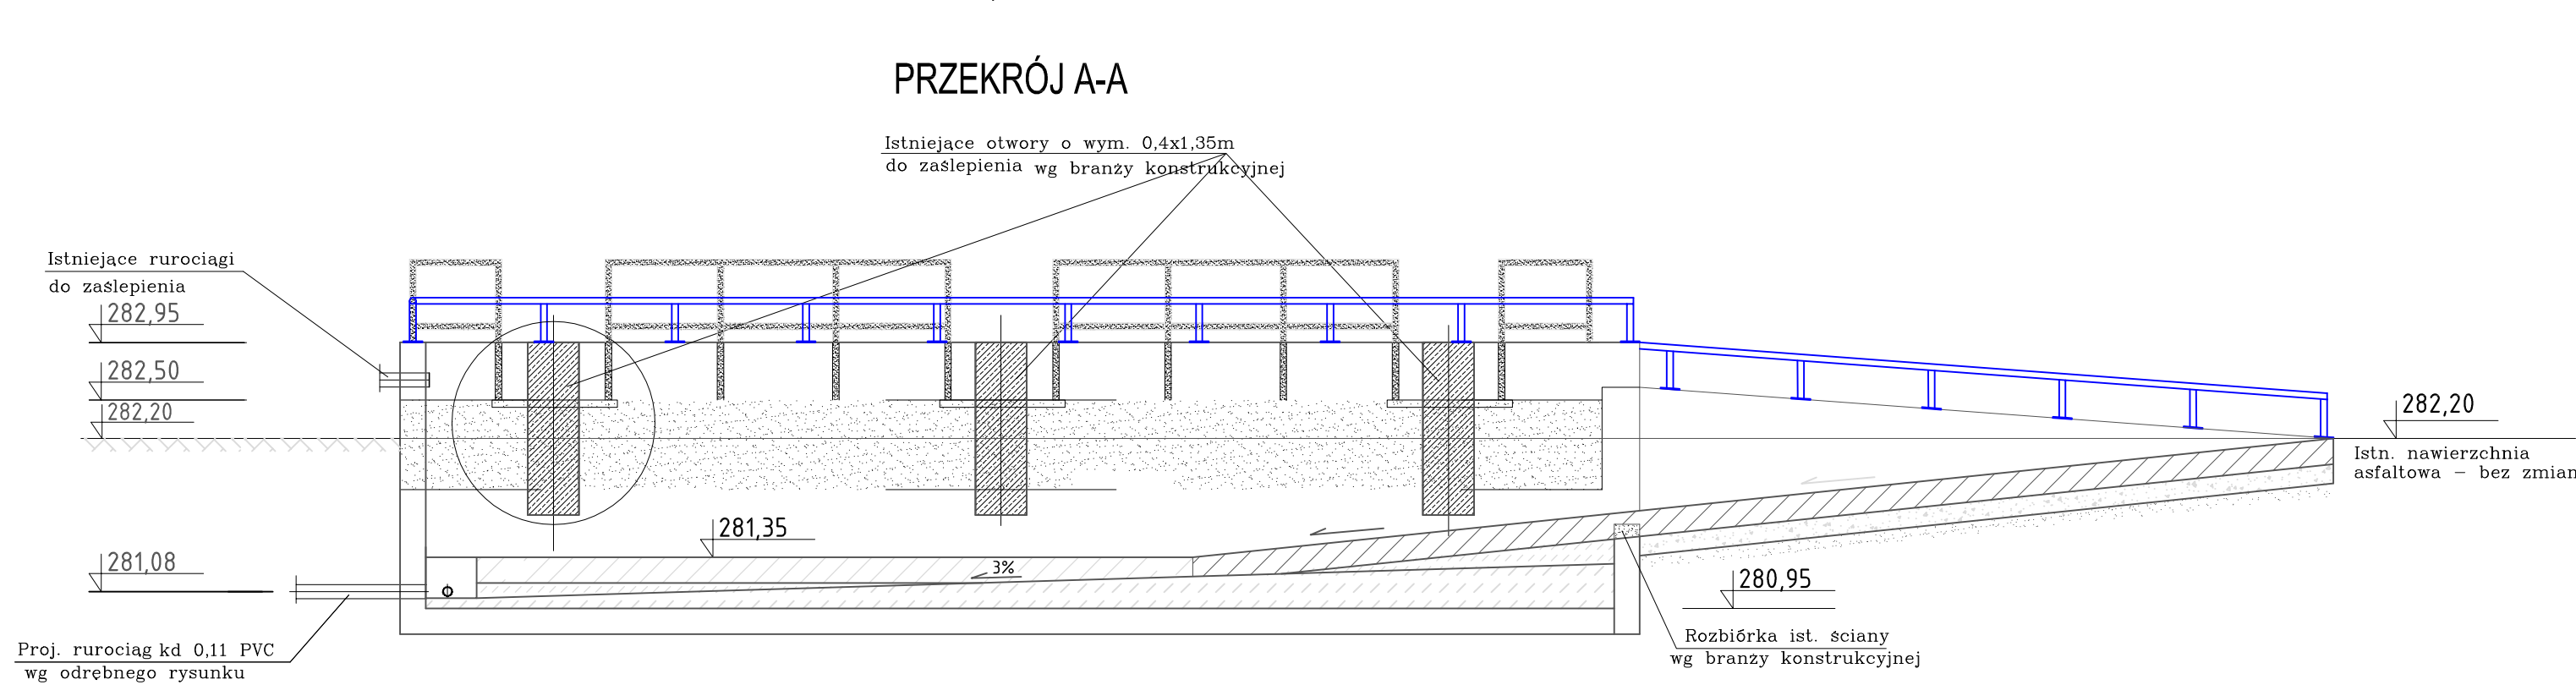 PRZEKRÓJ A-A
Istniejące otwory o wym. 0,4x1,35m
do zaślepienia wg branży konstrukcyjnej
Istniejące rurociągi
do zaślepienia
282,95
282,50
282,20
282,20
Istn. nawierzchnia
asfaltowa – bez zmian
281,35
281,08
3%
280,95
Φ
Rozbiórka ist. ściany
wg branży konstrukcyjnej
Proj. rurociąg kd 0,11 PVC
wg odrębnego rysunku